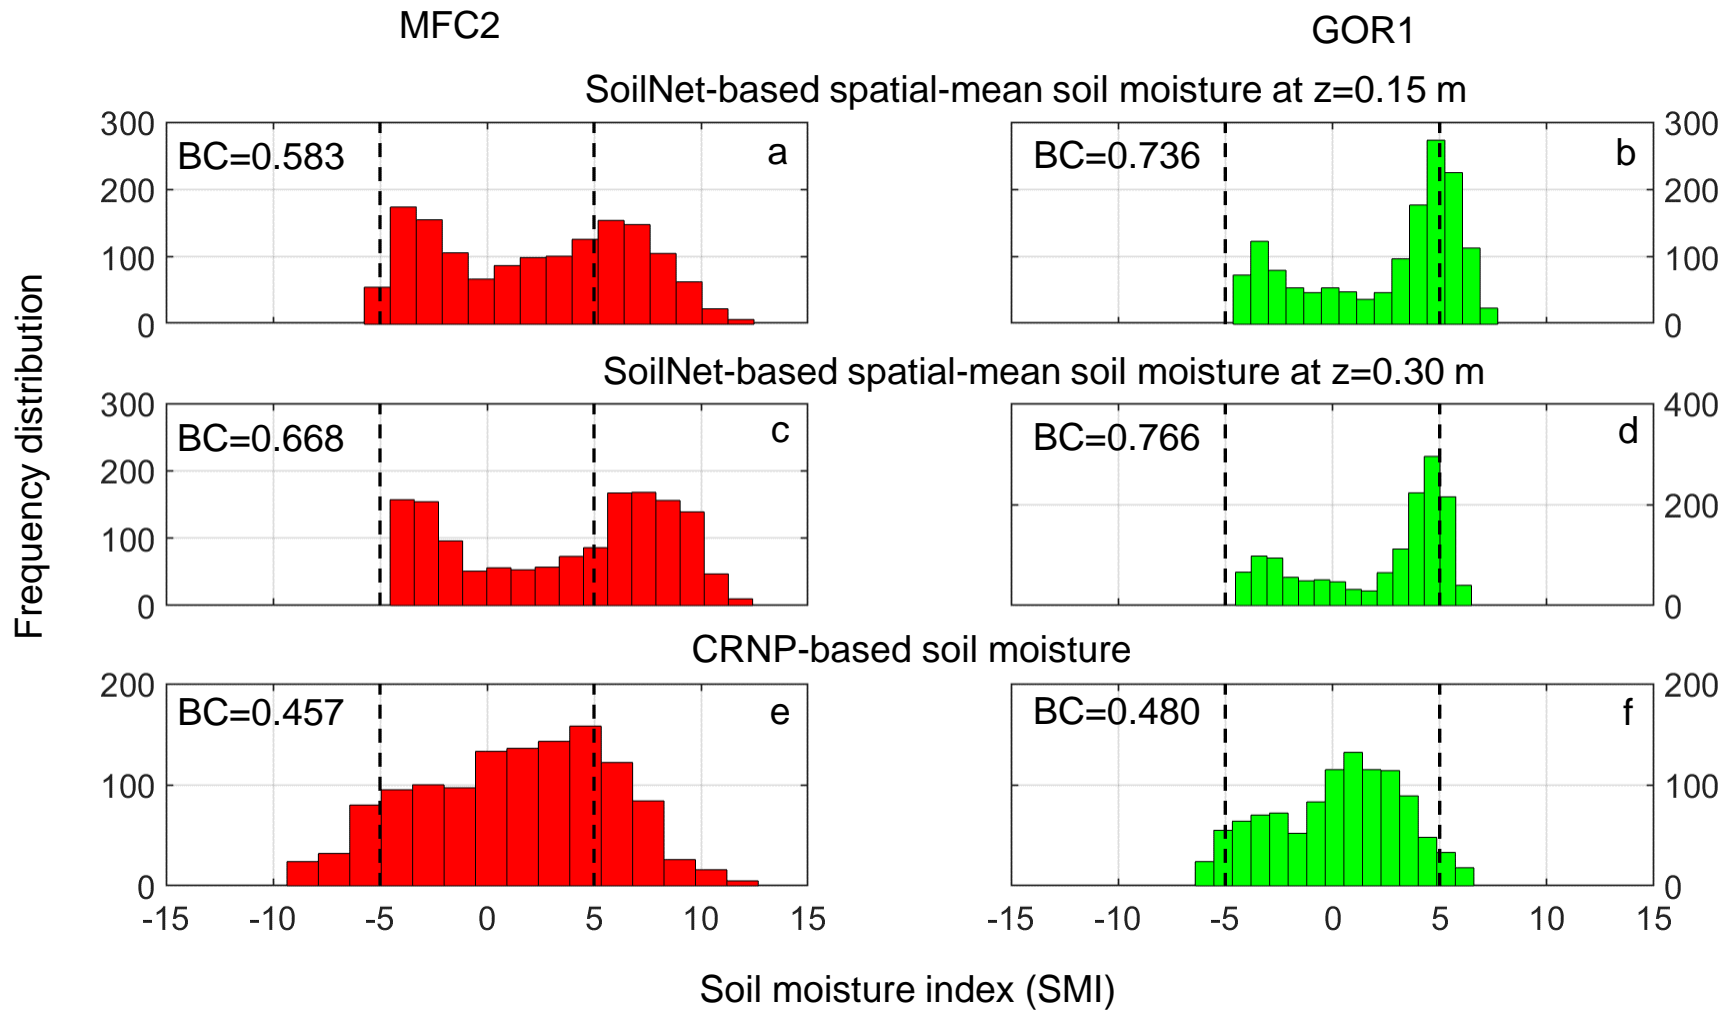 MFC2 GOR1
SoilNet-based spatial-mean soil moisture at z=0.15 m
300 BC=0.583 a BC=0.736 b 300
200 200
100 100
0 0
SoilNet-based spatial-mean soil moisture at z=0.30 m
300 BC=0.668 c BC=0.766 d 400
200 200
100
0 0
CRNP-based soil moisture
200 BC=0.457 e BC=0.480 f 200
100 100
0 0
-15 -10 -5 0 5 10 15 -15 -10 -5 0 5 10 15
Frequency distribution
Soil moisture index (SMI)